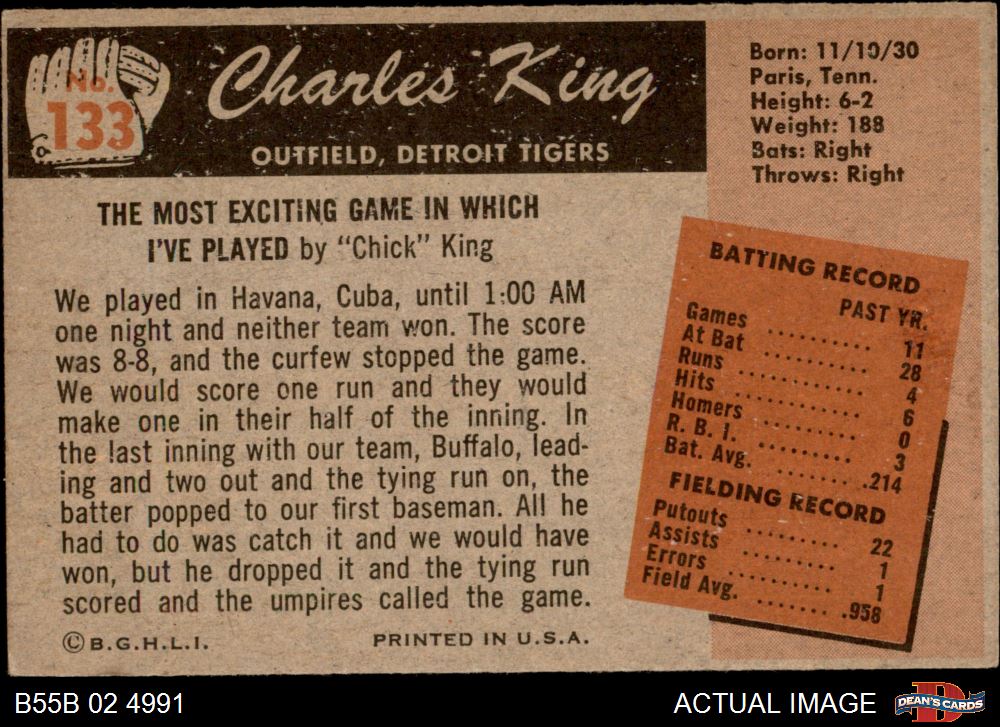 No.
133
Charles King
OUTFIELD, DETROIT TIGERS
Born: 11/10/30
Paris, Tenn.
Height: 6-2
Weight: 188
Bats: Right
Throws: Right
THE MOST EXCITING GAME IN WHICH
I'VE PLAYED by "Chick" King
We played in Havana, Cuba, until 1:00 AM
one night and neither team won. The score
was 8-8, and the curfew stopped the game.
We would score one run and they would
make one in their half of the inning. In
the last inning with our team, Buffalo, lead-
ing and two out and the tying run on, the
batter popped to our first baseman. All he
had to do was catch it and we would have
won, but he dropped it and the tying run
scored and the umpires called the game.
© B.G.H.L.I. PRINTED IN U.S.A.
BATTING RECORD
PAST YR.
Games ......... 11
At Bat ......... 28
Runs ............ 4
Hits ............ 6
Homers ......... 0
R. B. I. ......... 3
Bat. Avg. ....... .214
FIELDING RECORD
Putouts ......... 22
Assists ......... 1
Errors .......... 1
Field Avg. ....... .958
B55B 02 4991
ACTUAL IMAGE
D
DEAN'S CARDS